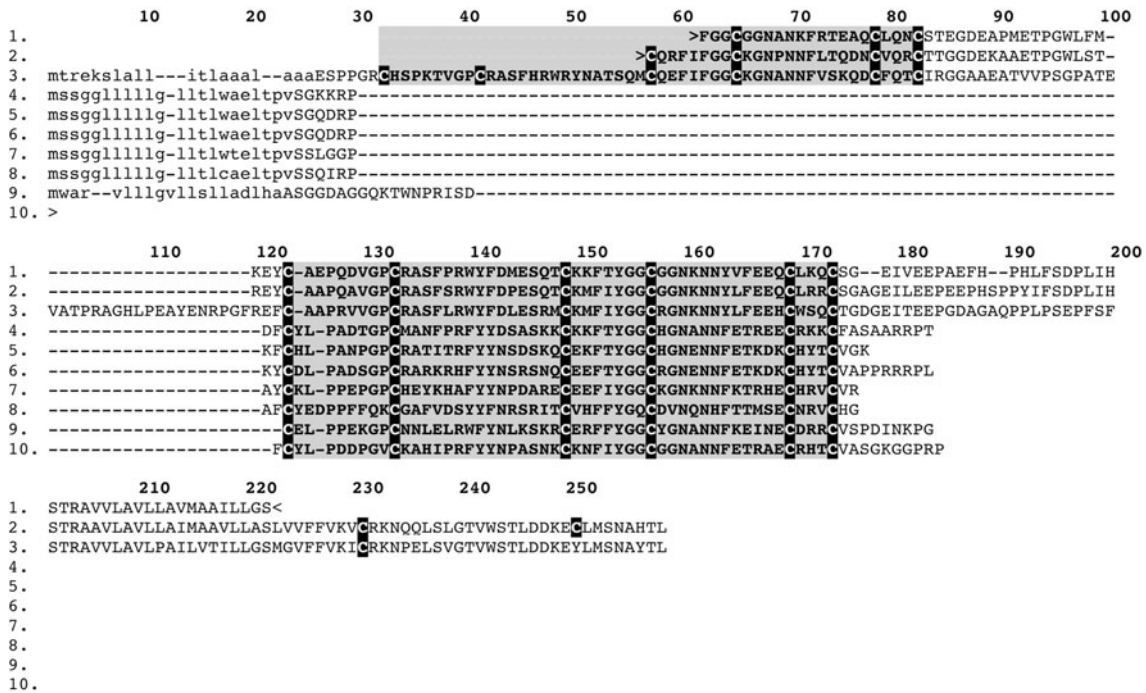 10 20 30 40 50 60 70 80 90 100
1. >FGGCGGNANKFRTEAQCLQNCSTEGDEAPMETPGWLFM-
2. >CQRFIFGGCKGNPNNFLTQDNCVQRCTTGGDEKAAETPGWLST-
3. mtrekslall---itlaaal-aaaESPPGRCHSPKTVGPCRASFHRWRYNATSQMCQEFIFGGCKGNANNFVSKQDCFQTCIRGGAAEATVVPSGPATE
4. mssgglllllg-lltlwaeltpvSGKKRP-----------------------------------------------------------------------
5. mssgglllllg-lltlwaeltpvSGQDRP-----------------------------------------------------------------------
6. mssgglllllg-lltlwaeltpvSGQDRP-----------------------------------------------------------------------
7. mssgglllllg-lltlwteltpvSSLGGP-----------------------------------------------------------------------
8. mssgglllllg-lltlcaeltpvSSQIRP-----------------------------------------------------------------------
9. mwar--vlllgvllslladlhaASGGDAGGQKTWNPRISD------------------------------------------------------------
10. >
110 120 130 140 150 160 170 180 190 200
1. -------------------KEYC-AEPQDVGPCRASFPRWYFDMESQTCKKFTYGGCGGNKNNYVFEEQCLKQCSG--EIVEEPAEFH--PHLFSDPLIH
2. -------------------REYC-AAPQAVGPCRASFSRWYFDPESQTCKMFIYGGCGGNKNNYLFEEQCLRRCSGAGEILEEPEEPHSPPYIFSDPLIH
3. VATPRAGHLPEAYENRPGFREFC-AAPRVVGPCRASFLRWYFDLESRMCKMFIYGGCRGNKNNYLFEEHCWSQCTGDGEITEEPGDAGAQPPLPSEPFSF
4. --------------------DFCYL-PADTGPCMANFPRFYYDSASKKCKKFTYGGCHGNANNFETREECRKKCFASAARRPT
5. --------------------KFCHL-PANPGPCRATITRFYYNSDSKQCEKFTYGGCHGNENNFETKDKCHYTCVGK
6. --------------------KYCDL-PADSGPCRARKRHFYYNSRSNQCEEFTYGGCRGNENNFETKDKCHYTCVAPPRRRPL
7. --------------------AYCKL-PPEPGPCHEYKHAFYYNPDARECEEFIYGGCKGNKNNFKTRHECHRVCVR
8. --------------------AFCYEDPPFFQKCGAFVDSYYFNRSRITCVHFFYGQCDVNQNHFTTMSECNRVCHG
9. ----------------------CEL-PPEKGPCNNLELRWFYNLKSKRCERFFYGGCYGNANNFKEINECDRRCVSPDINKPG
10. ---------------------FCYL-PDDPGVCKAHIPRFYYNPASNKCKNFIYGGCGGNANNFETRAECRHTCVASGKGGPRP
210 220 230 240 250
1. STRAVVLAVLLAVMAAILLGS<
2. STRAAVLAVLLAIMAAVLLASLVVFFVKVCRKNQQLSLGTVWSTLDDKECLMSNAHTL
3. STRAVVLAVLPAILVTILLGSMGVFFVKICRKNPELSVGTVWSTLDDKEYLMSNAYTL
4.
5.
6.
7.
8.
9.
10.